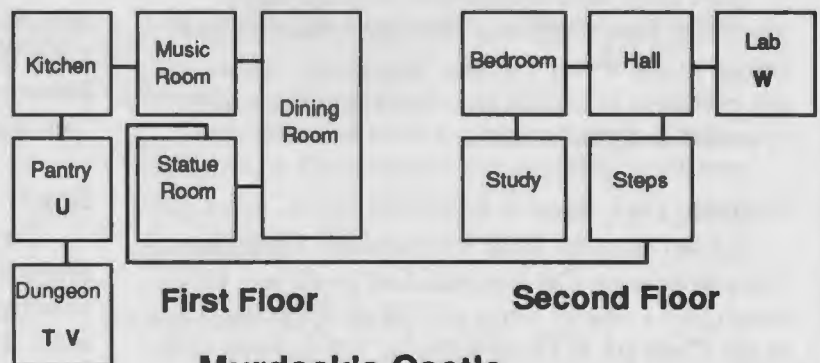 Kitchen
Music
Room
Dining
Room
Bedroom
Hall
Lab
W
Pantry
U
Statue
Room
Study
Steps
Dungeon
T V
First Floor
Second Floor
Murdock's Castle